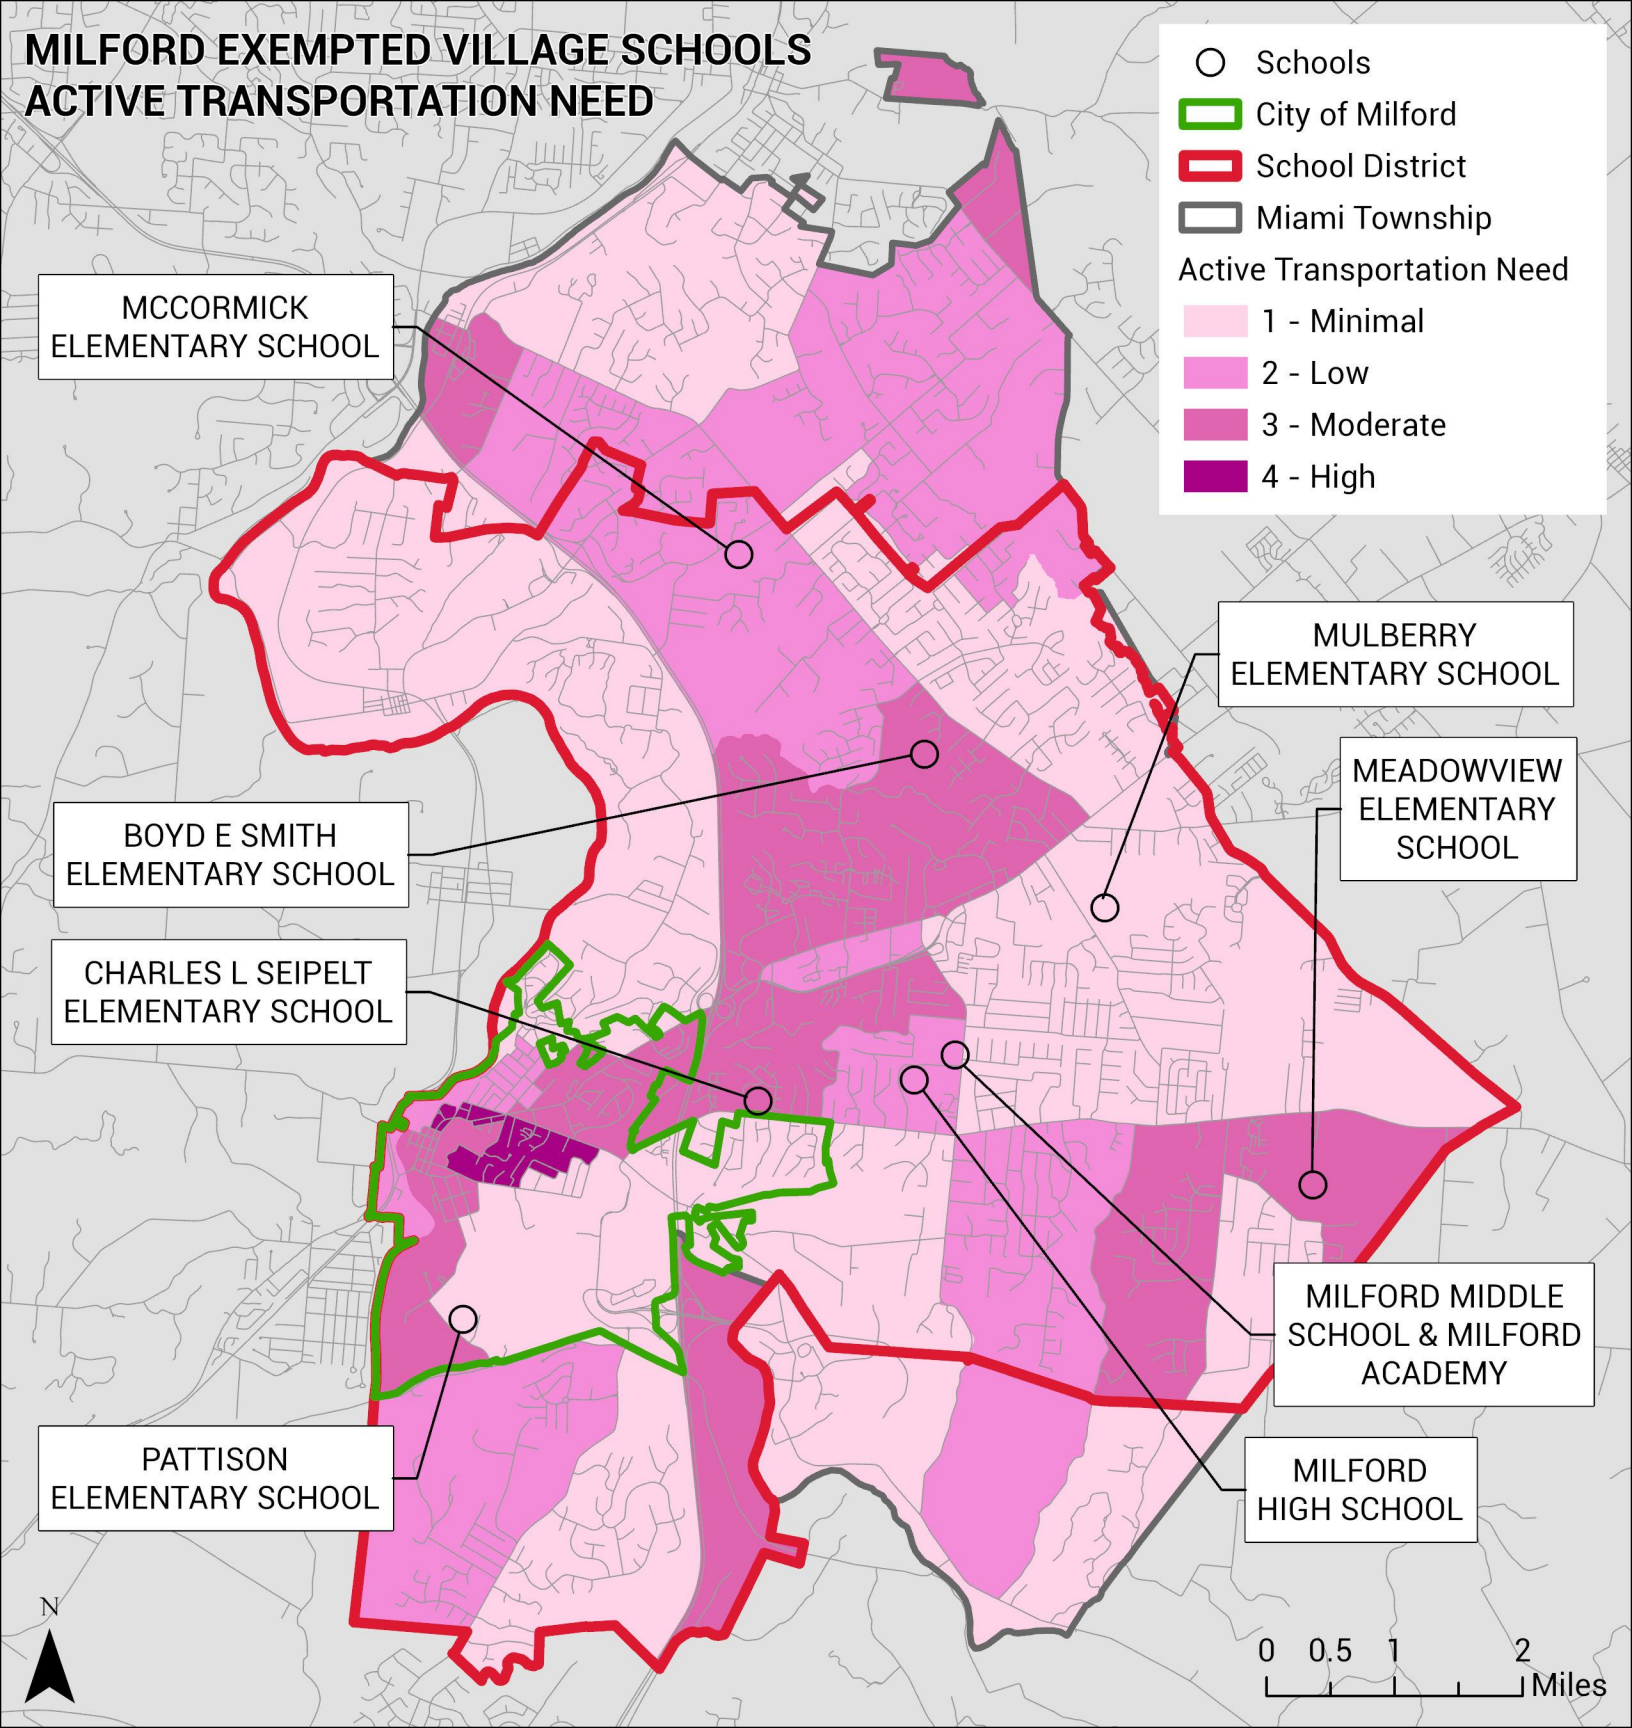 MILFORD EXEMPTED VILLAGE SCHOOLS
ACTIVE TRANSPORTATION NEED
Schools
City of Milford
School District
Miami Township
Active Transportation Need
1 - Minimal
2 - Low
3 - Moderate
4 - High
MCCORMICK
ELEMENTARY SCHOOL
MULBERRY
ELEMENTARY SCHOOL
MEADOWVIEW
ELEMENTARY
SCHOOL
BOYD E SMITH
ELEMENTARY SCHOOL
CHARLES L SEIPELT
ELEMENTARY SCHOOL
MILFORD MIDDLE
SCHOOL & MILFORD
ACADEMY
PATTISON
ELEMENTARY SCHOOL
MILFORD
HIGH SCHOOL
N
0 0.5 1 2
Miles